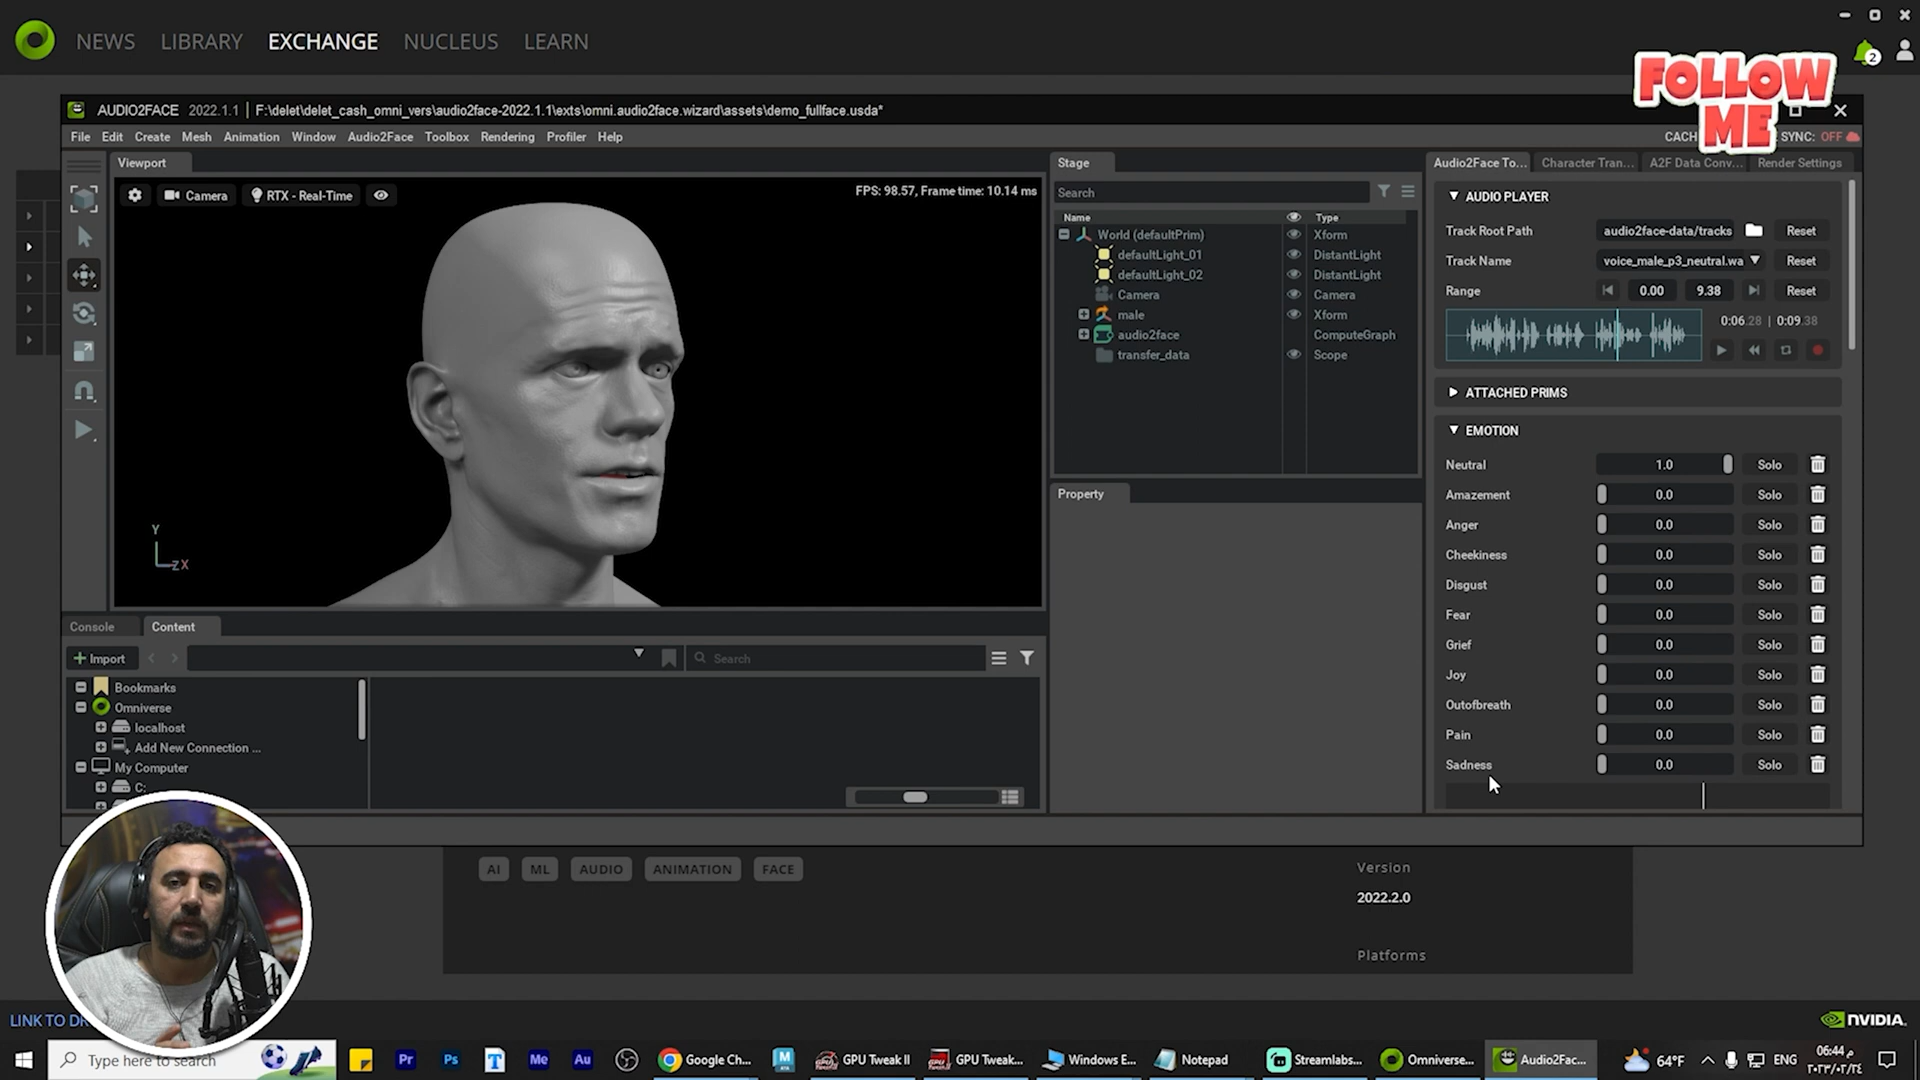 NEWS LIBRARY EXCHANGE NUCLEUS LEARN
2
FOLLOW
ME
AUDIO2FACE 2022.1.1 | F:\delet\delet_cash_omni_vers\audio2face-2022.1.1\exts\omni.audio2face.wizard\assets\demo_fullface.usda*
File Edit Create Mesh Animation Window Audio2Face Toolbox Rendering Profiler Help
CACH SYNC: OFF
Viewport
Camera RTX - Real-Time
FPS: 98.57, Frame time: 10.14 ms
Y
ZX
Stage
Search
Name Type
World (defaultPrim) Xform
defaultLight_01 DistantLight
defaultLight_02 DistantLight
Camera Camera
male Xform
audio2face ComputeGraph
transfer_data Scope
Property
Audio2Face To... Character Tran... A2F Data Conv... Render Settings
AUDIO PLAYER
Track Root Path audio2face-data/tracks Reset
Track Name voice_male_p3_neutral.wa Reset
Range 0.00 9.38 Reset
0:06.28 | 0:09.38
ATTACHED PRIMS
EMOTION
Neutral 1.0 Solo
Amazement 0.0 Solo
Anger 0.0 Solo
Cheekiness 0.0 Solo
Disgust 0.0 Solo
Fear 0.0 Solo
Grief 0.0 Solo
Joy 0.0 Solo
Outofbreath 0.0 Solo
Pain 0.0 Solo
Sadness 0.0 Solo
Console Content
Import
Search
Bookmarks
Omniverse
localhost
Add New Connection ...
My Computer
C:
AI ML AUDIO ANIMATION FACE
Version
2022.2.0
Platforms
LINK TO DR
NVIDIA.
Type here to search
Pr Ps T Me Au
Google Ch... GPU Tweak II GPU Tweak... Windows E... Notepad Streamlabs... Omniverse... Audio2Fac...
64°F ENG
06:44 م
٢٠٢٣/٠٢/٢٤